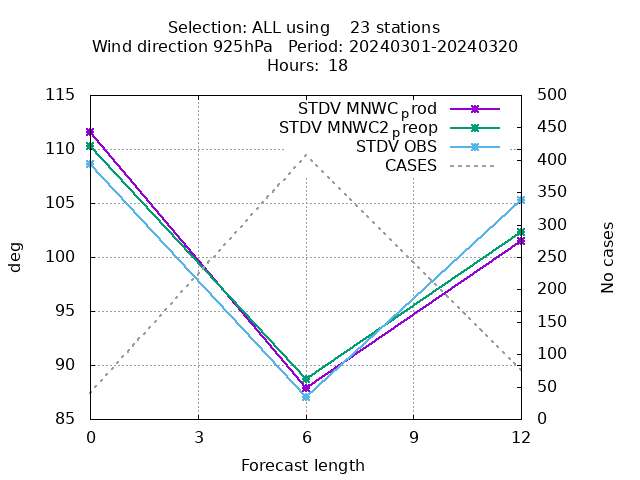 Selection: ALL using    23 stations
Wind direction 925hPa   Period: 20240301-20240320
Hours:  18
STDV MNWC_prod
STDV MNWC2_preop
STDV OBS
CASES
115
110
105
100
95
90
85
500
450
400
350
300
250
200
150
100
50
0
deg
No cases
0 3 6 9 12
Forecast length